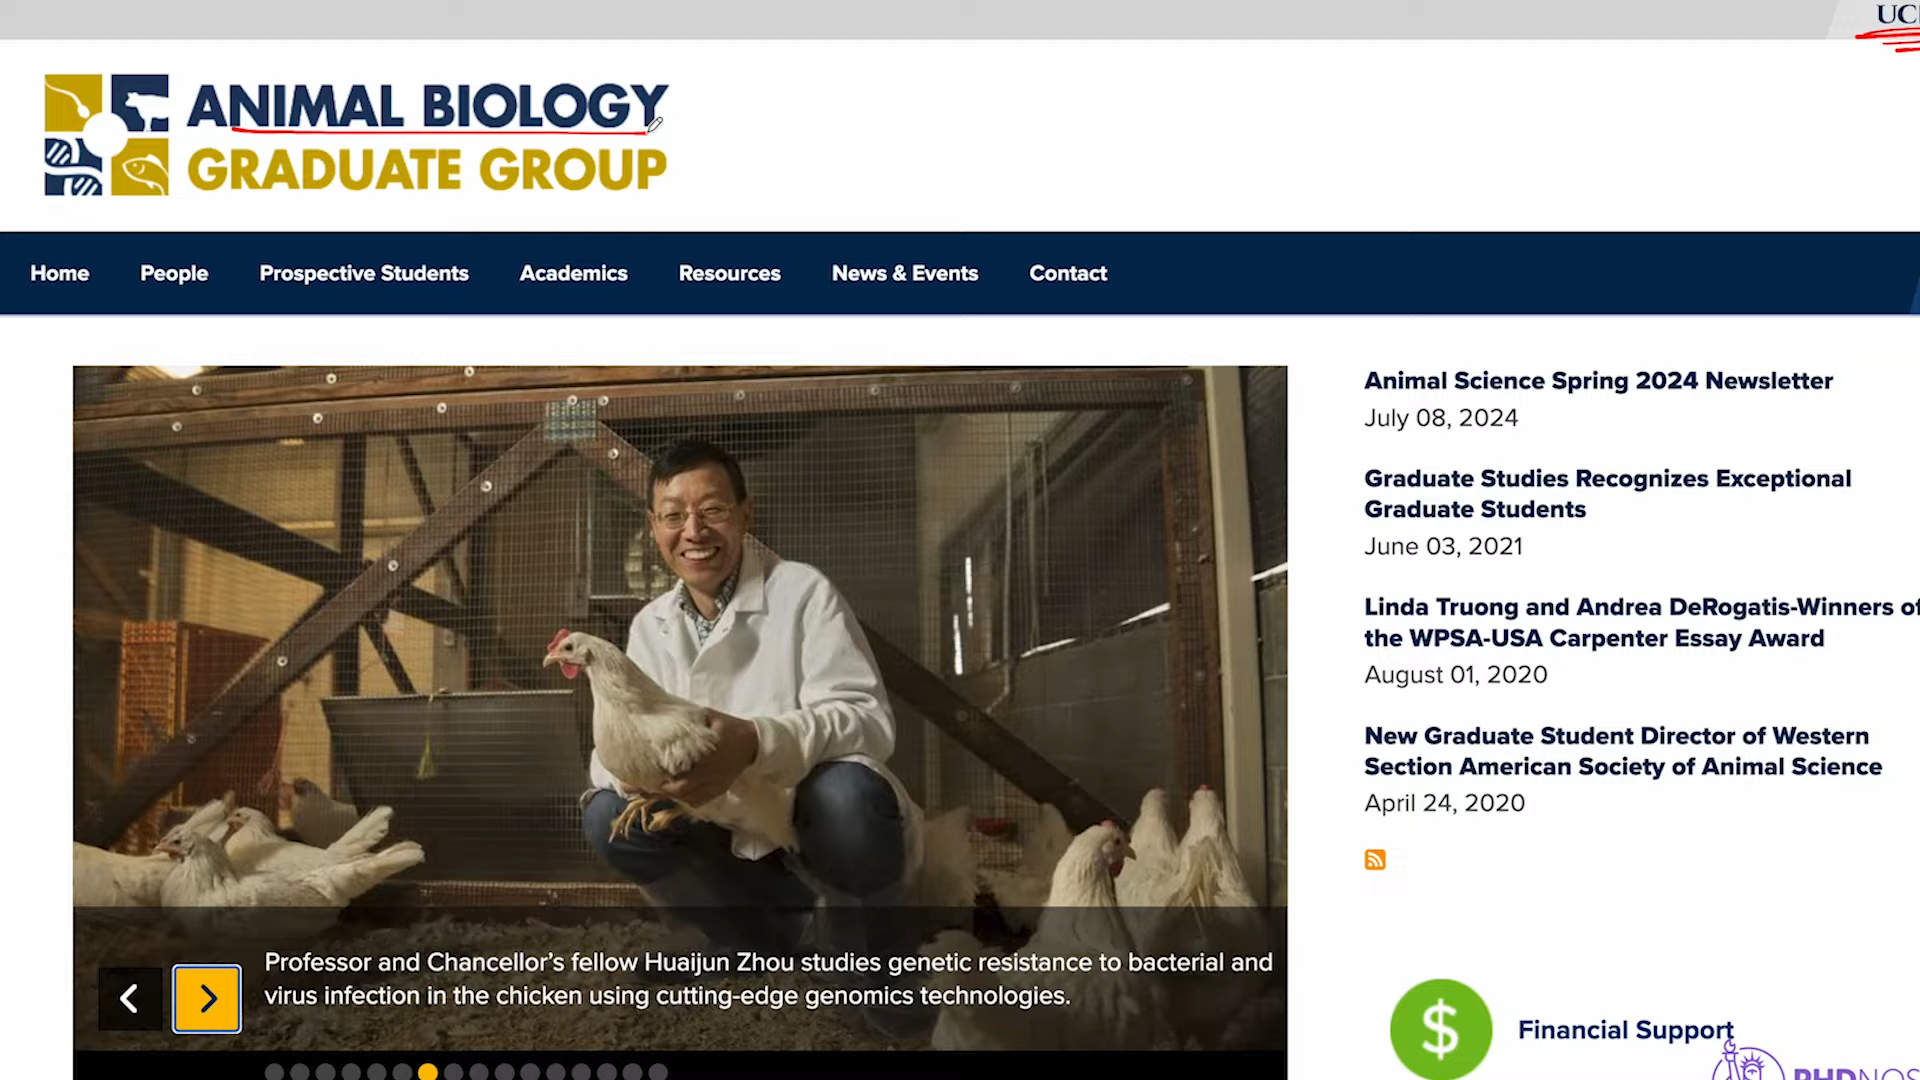 UC
ANIMAL BIOLOGY
GRADUATE GROUP
Home People Prospective Students Academics Resources News & Events Contact
Animal Science Spring 2024 Newsletter
July 08, 2024
Graduate Studies Recognizes Exceptional
Graduate Students
June 03, 2021
Linda Truong and Andrea DeRogatis-Winners of
the WPSA-USA Carpenter Essay Award
August 01, 2020
New Graduate Student Director of Western
Section American Society of Animal Science
April 24, 2020
Professor and Chancellor's fellow Huaijun Zhou studies genetic resistance to bacterial and
virus infection in the chicken using cutting-edge genomics technologies.
$ Financial Support